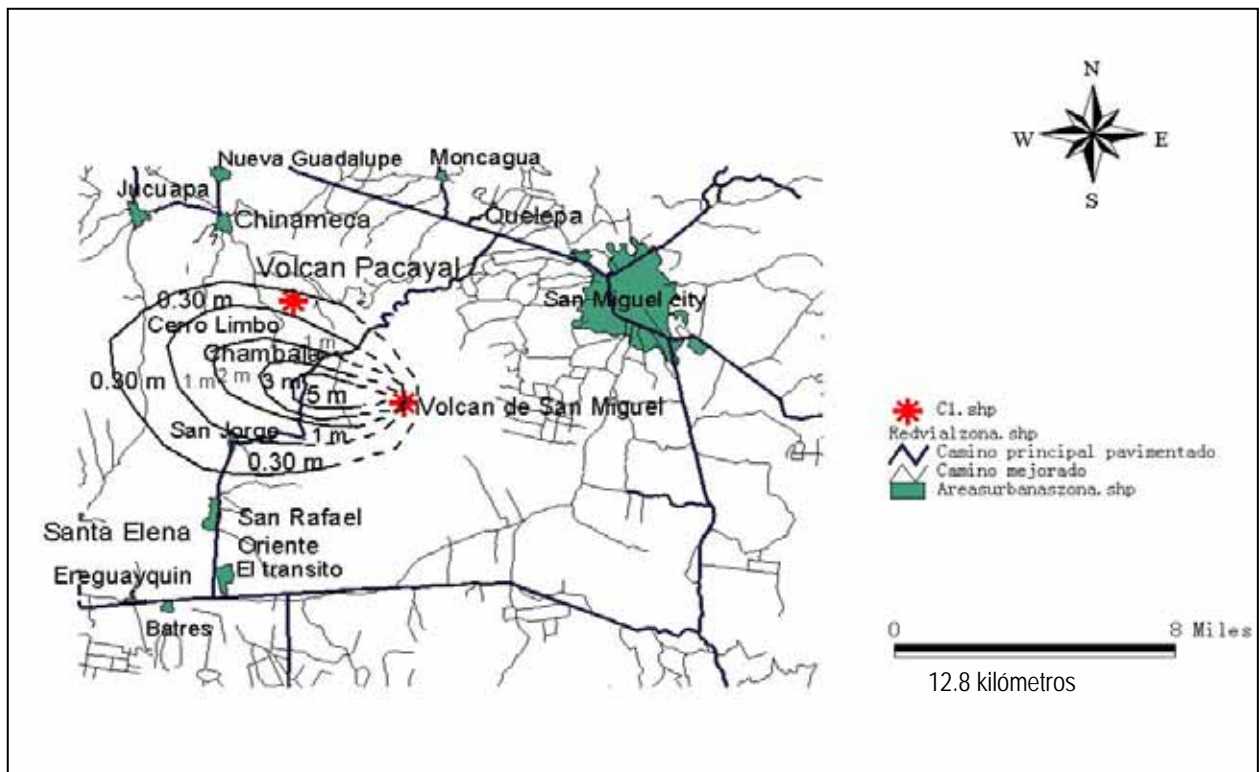 N
W E
S
Nueva Guadalupe Moncagua
Jucuapa
Chinameca Quelepa
Volcan Pacayal
0.30 m San Miguel city
Cerro Limbo
1 m
Chambala
0.30 m 1 m 2 m 3 m
5 m
Volcan de San Miguel
San Jorge 1 m
0.30 m
C1.shp
Redvialzona.shp
Camino principal pavimentado
Camino mejorado
Areasurbanaszona.shp
Santa Elena San Rafael
Oriente
Ereguayquin El transito
Batres
0 8 Miles
12.8 kilómetros